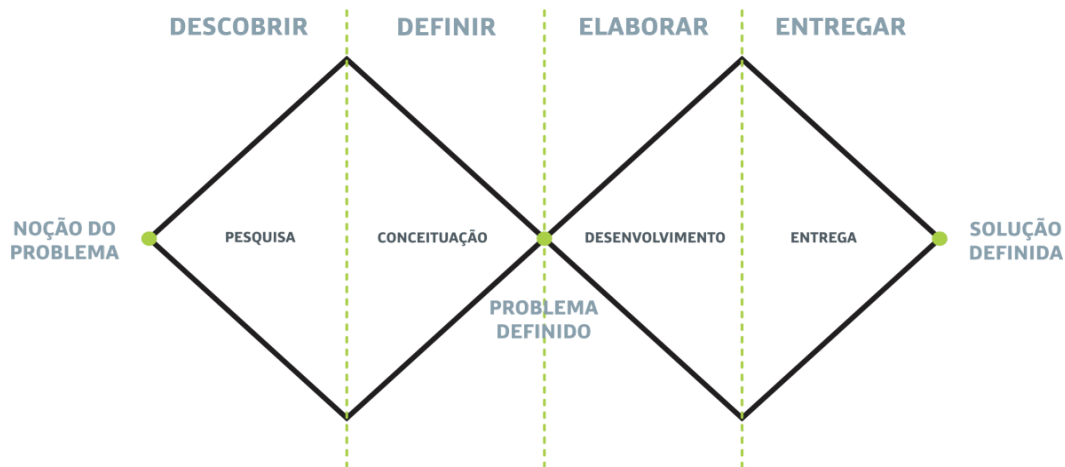 DESCOBRIR
DEFINIR
ELABORAR
ENTREGAR
NOÇÃO DO
PROBLEMA
PESQUISA
CONCEITUAÇÃO
DESENVOLVIMENTO
ENTREGA
SOLUÇÃO
DEFINIDA
PROBLEMA
DEFINIDO